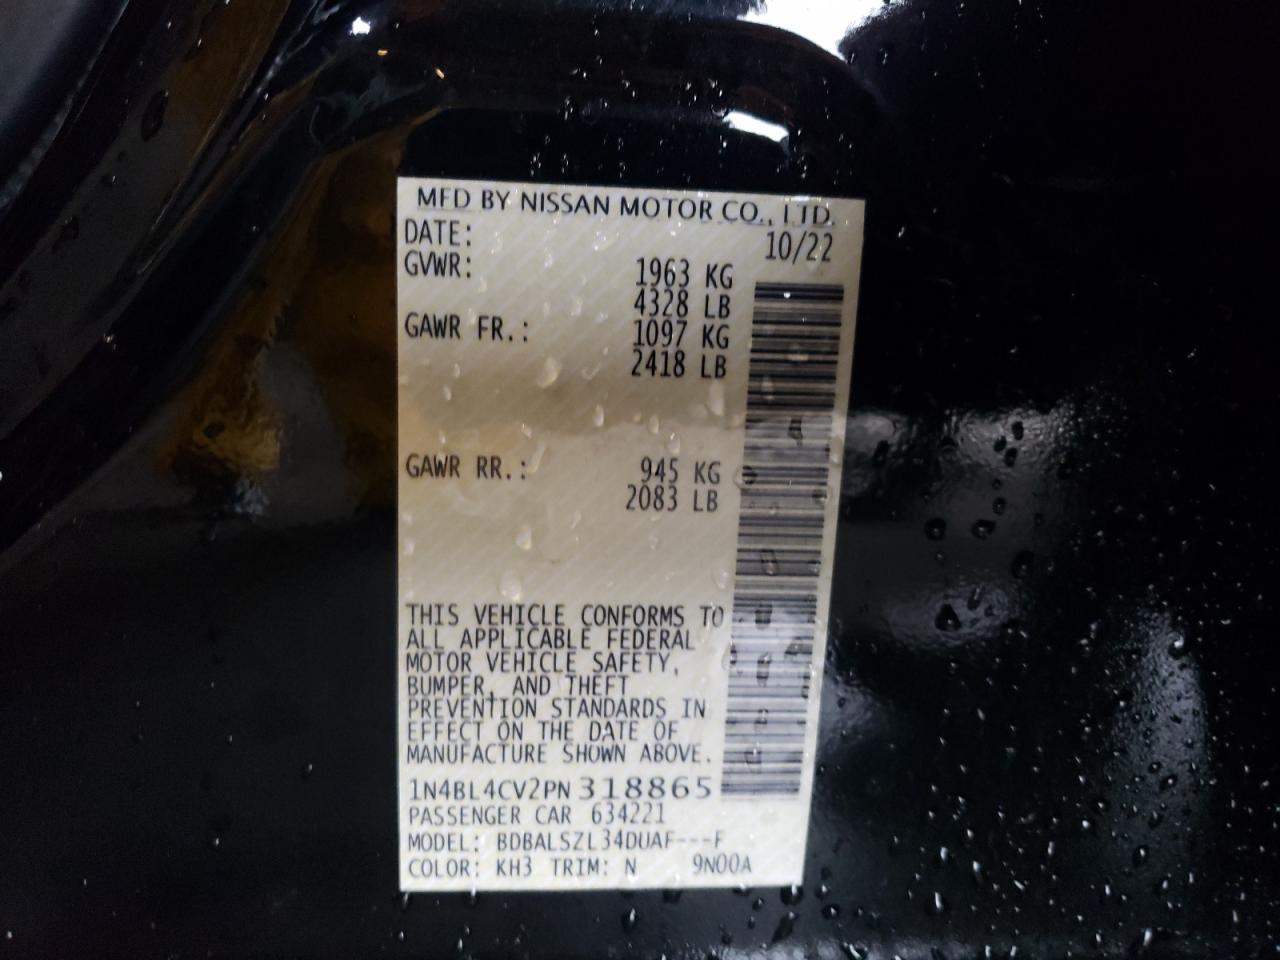 MFD BY NISSAN MOTOR CO., LTD.
DATE: 10/22
GVWR: 1963 KG
4328 LB
GAWR FR.: 1097 KG
2418 LB
GAWR RR.: 945 KG
2083 LB
THIS VEHICLE CONFORMS TO
ALL APPLICABLE FEDERAL
MOTOR VEHICLE SAFETY,
BUMPER, AND THEFT
PREVENTION STANDARDS IN
EFFECT ON THE DATE OF
MANUFACTURE SHOWN ABOVE.
1N4BL4CV2PN318865
PASSENGER CAR 634221
MODEL: BDBALSZL34DUAF---F
COLOR: KH3 TRIM: N 9N00A